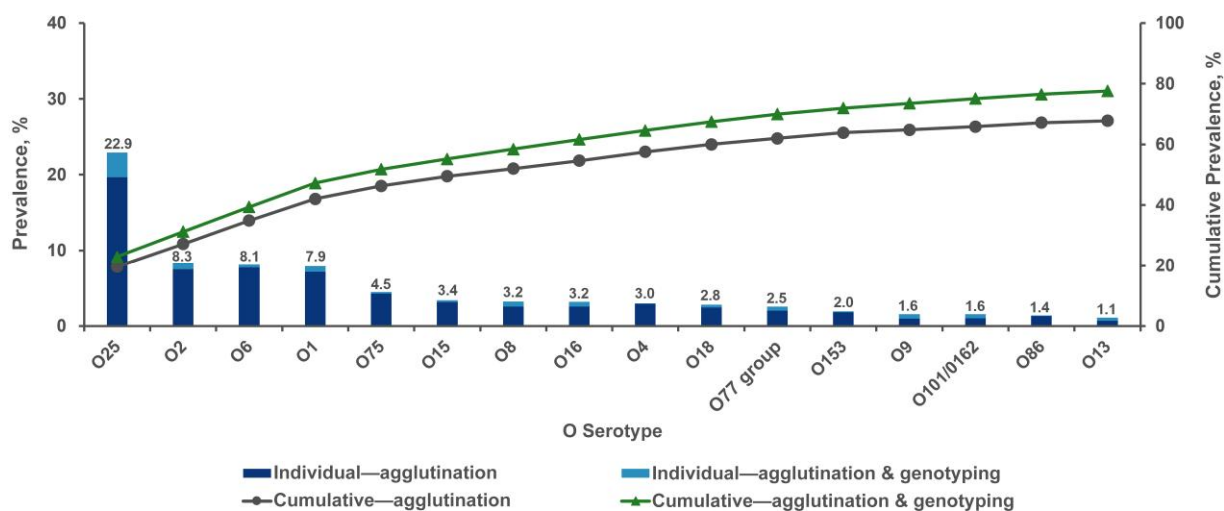 Prevalence, %
40
30
20
10
0
22.9
8.3
8.1
7.9
4.5
3.4
3.2
3.2
3.0
2.8
2.5
2.0
1.6
1.6
1.4
1.1
100
80
60
40
20
0
Cumulative Prevalence, %
O25
O2
O6
O1
O75
O15
O8
O16
O4
O18
O77 group
O153
O9
O101/0162
O86
O13
O Serotype
Individual—agglutination
Individual—agglutination & genotyping
Cumulative—agglutination
Cumulative—agglutination & genotyping